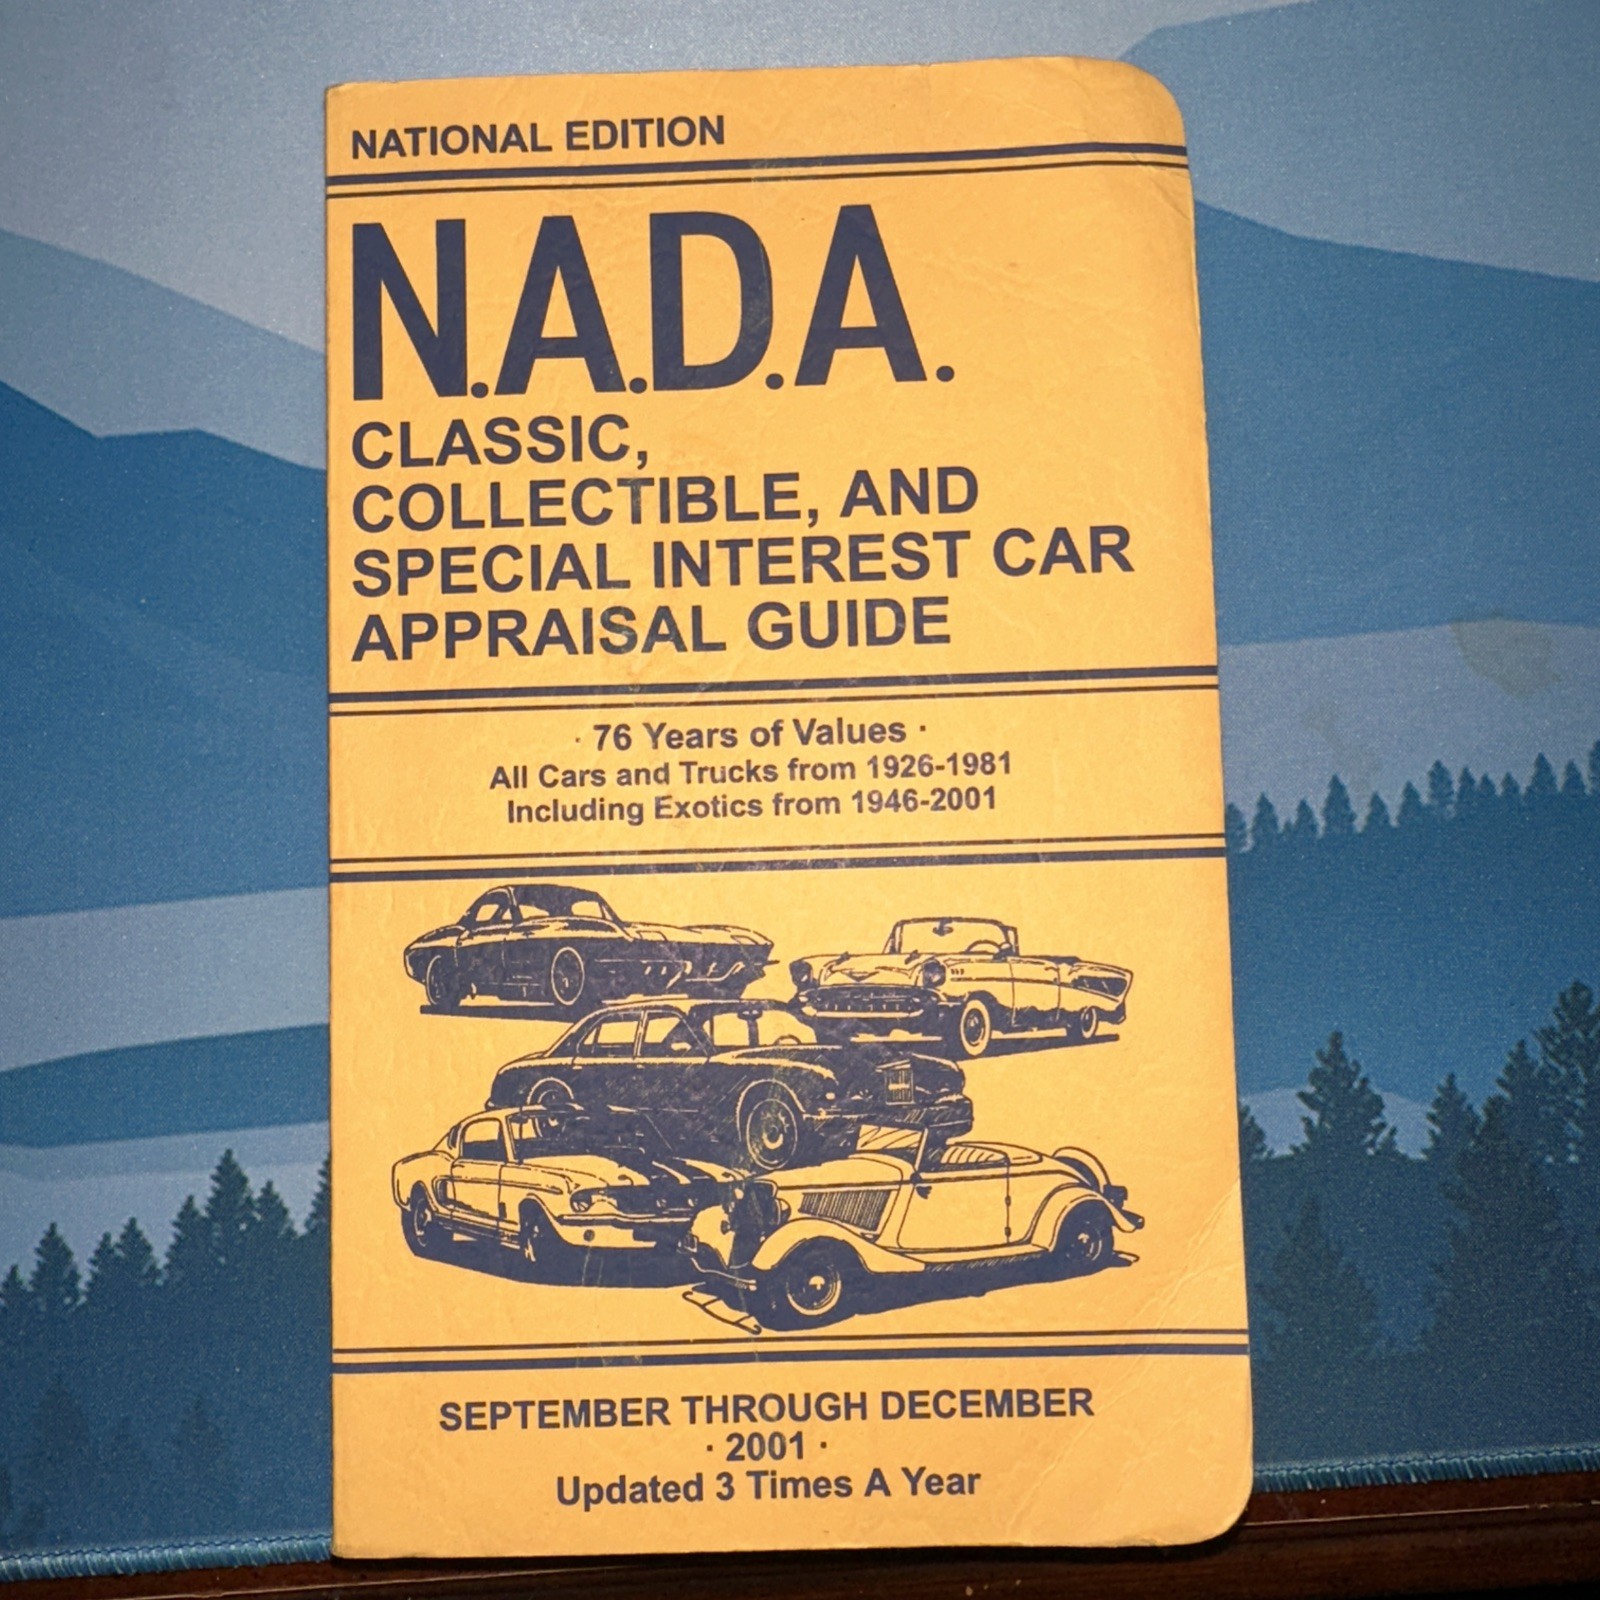 NATIONAL EDITION
N.A.D.A.
CLASSIC,
COLLECTIBLE, AND
SPECIAL INTEREST CAR
APPRAISAL GUIDE
· 76 Years of Values ·
All Cars and Trucks from 1926-1981
Including Exotics from 1946-2001
SEPTEMBER THROUGH DECEMBER
· 2001 ·
Updated 3 Times A Year